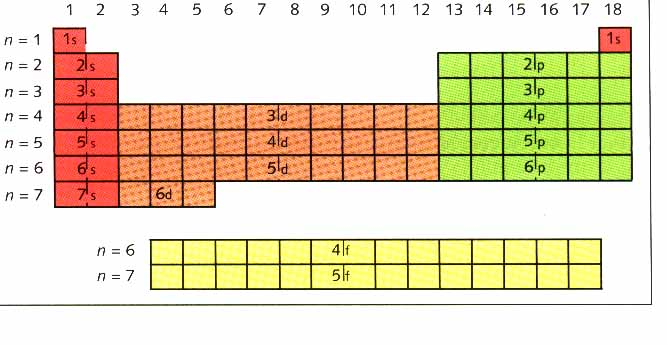 1 2 3 4 5 6 7 8 9 10 11 12 13 14 15 16 17 18
n = 1 1s 1s
n = 2 2s 2p
n = 3 3s 3p
n = 4 4s 3d 4p
n = 5 5s 4d 5p
n = 6 6s 5d 6p
n = 7 7s 6d
n = 6 4f
n = 7 5f